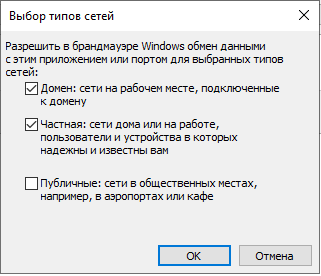 Выбор типов сетей
Разрешить в брандмауэре Windows обмен данными
с этим приложением или портом для выбранных типов
сетей:
Домен: сети на рабочем месте, подключенные
к домену
Частная: сети дома или на работе,
пользователи и устройства в которых
надежны и известны вам
Публичные: сети в общественных местах,
например, в аэропортах или кафе
ОК
Отмена